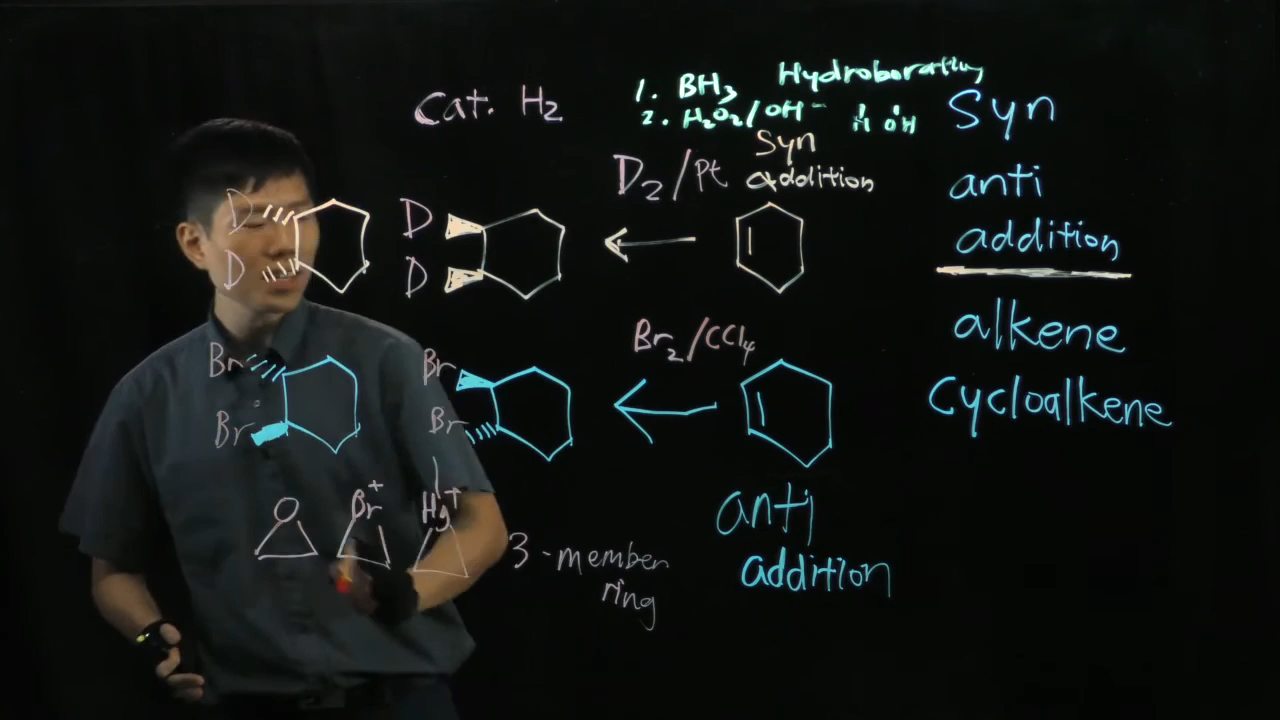 Cat. H2
1. BH3 Hydroboration
2. H2O2/OH- H OH
Syn
anti
addition
D2/Pt
Syn
addition
D
D
D
D
alkene
Cycloalkene
Br2/CCl4
Br
Br
Br
Br
anti
addition
O
Br+
Hg+
3-member
ring